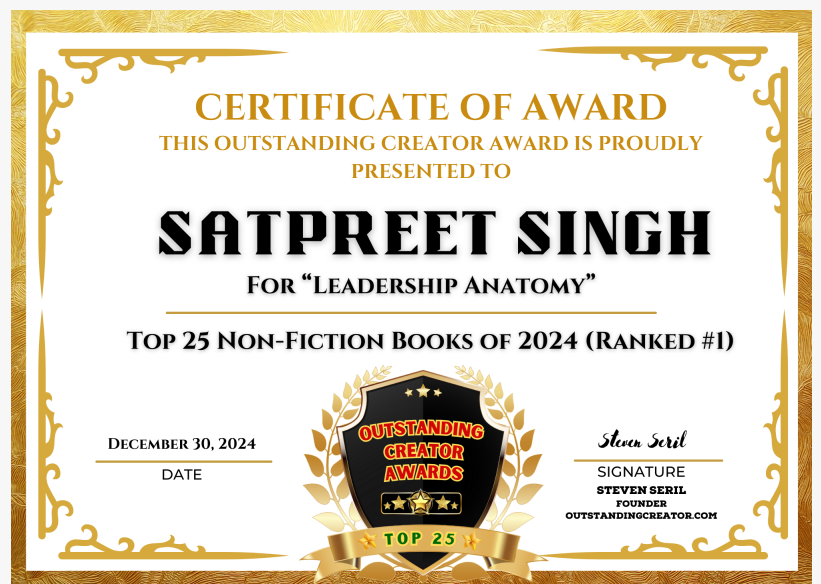 CERTIFICATE OF AWARD
THIS OUTSTANDING CREATOR AWARD IS PROUDLY
PRESENTED TO
SATPREET SINGH
FOR “LEADERSHIP ANATOMY”
TOP 25 NON-FICTION BOOKS OF 2024 (RANKED #1)
OUTSTANDING
CREATOR
AWARDS
TOP 25
DECEMBER 30, 2024
DATE
Steven Seril
SIGNATURE
STEVEN SERIL
FOUNDER
OUTSTANDINGCREATOR.COM